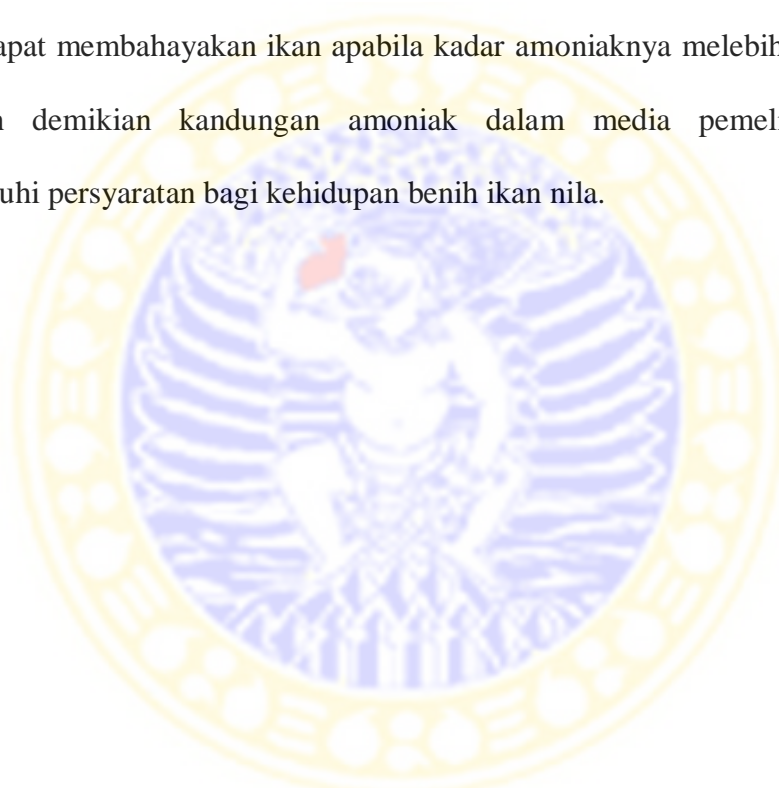 apat membahayakan ikan apabila kadar amoniaknya melebih
demikian kandungan amoniak dalam media pemel
uhi persyaratan bagi kehidupan benih ikan nila.